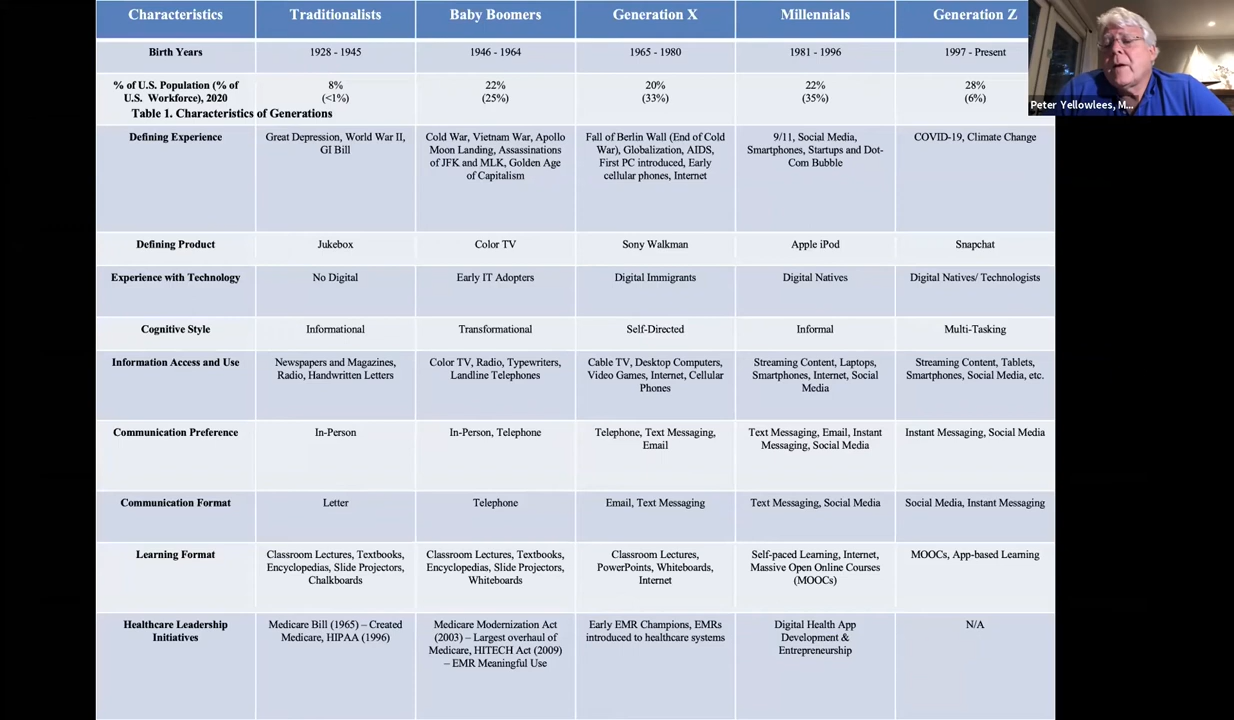 Characteristics
Traditionalists
Baby Boomers
Generation X
Millennials
Generation Z
Birth Years
1928 - 1945
1946 - 1964
1965 - 1980
1981 - 1996
1997 - Present
% of U.S. Population (% of
U.S. Workforce), 2020
8%
(<1%)
22%
(25%)
20%
(33%)
22%
(35%)
28%
(6%)
Peter Yellowlees, M...
Table 1. Characteristics of Generations
Defining Experience
Great Depression, World War II,
GI Bill
Cold War, Vietnam War, Apollo
Moon Landing, Assassinations
of JFK and MLK, Golden Age
of Capitalism
Fall of Berlin Wall (End of Cold
War), Globalization, AIDS,
First PC introduced, Early
cellular phones, Internet
9/11, Social Media,
Smartphones, Startups and Dot-
Com Bubble
COVID-19, Climate Change
Defining Product
Jukebox
Color TV
Sony Walkman
Apple iPod
Snapchat
Experience with Technology
No Digital
Early IT Adopters
Digital Immigrants
Digital Natives
Digital Natives/ Technologists
Cognitive Style
Informational
Transformational
Self-Directed
Informal
Multi-Tasking
Information Access and Use
Newspapers and Magazines,
Radio, Handwritten Letters
Color TV, Radio, Typewriters,
Landline Telephones
Cable TV, Desktop Computers,
Video Games, Internet, Cellular
Phones
Streaming Content, Laptops,
Smartphones, Internet, Social
Media
Streaming Content, Tablets,
Smartphones, Social Media, etc.
Communication Preference
In-Person
In-Person, Telephone
Telephone, Text Messaging,
Email
Text Messaging, Email, Instant
Messaging, Social Media
Instant Messaging, Social Media
Communication Format
Letter
Telephone
Email, Text Messaging
Text Messaging, Social Media
Social Media, Instant Messaging
Learning Format
Classroom Lectures, Textbooks,
Encyclopedias, Slide Projectors,
Chalkboards
Classroom Lectures, Textbooks,
Encyclopedias, Slide Projectors,
Whiteboards
Classroom Lectures,
PowerPoints, Whiteboards,
Internet
Self-paced Learning, Internet,
Massive Open Online Courses
(MOOCs)
MOOCs, App-based Learning
Healthcare Leadership
Initiatives
Medicare Bill (1965) – Created
Medicare, HIPAA (1996)
Medicare Modernization Act
(2003) – Largest overhaul of
Medicare, HITECH Act (2009)
– EMR Meaningful Use
Early EMR Champions, EMRs
introduced to healthcare systems
Digital Health App
Development &
Entrepreneurship
N/A